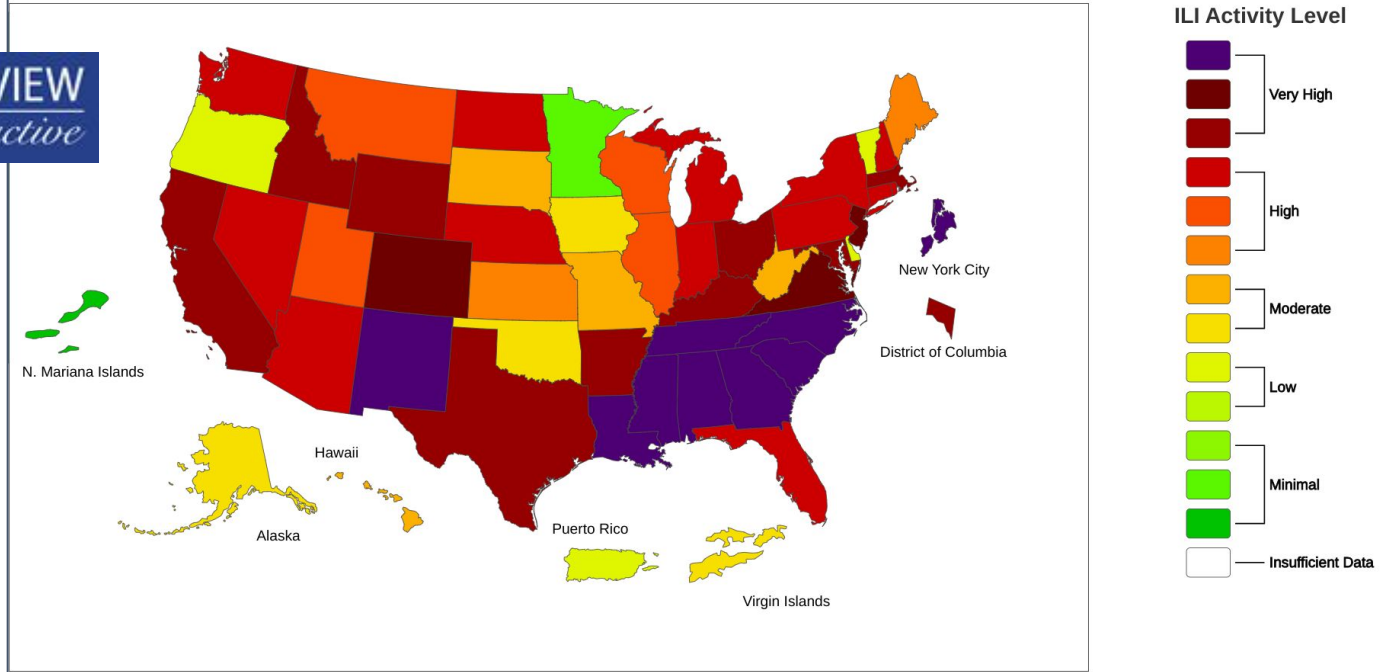 VIEW
active
ILI Activity Level
Very High
High
Moderate
Low
Minimal
Insufficient Data
New York City
District of Columbia
N. Mariana Islands
Hawaii
Alaska
Puerto Rico
Virgin Islands